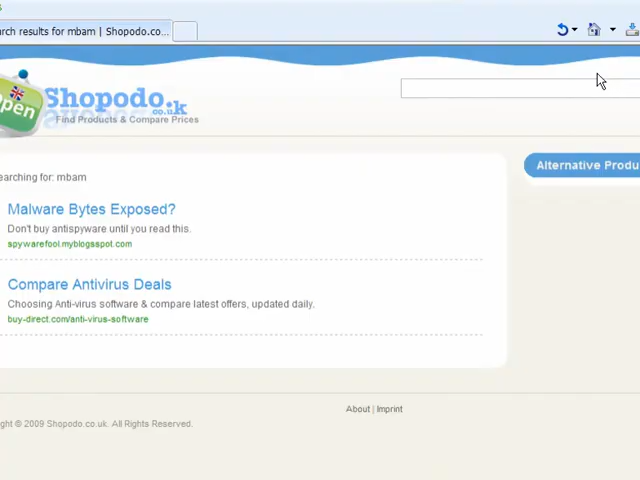 rch results for mbam | Shopodo.co...
open
Shopodo.co.uk
Find Products & Compare Prices
earching for: mbam
Alternative Produ
Malware Bytes Exposed?
Don't buy antispyware until you read this.
spywarefool.myblogsspot.com
Compare Antivirus Deals
Choosing Anti-virus software & compare latest offers, updated daily.
buy-direct.com/anti-virus-software
About | Imprint
ght © 2009 Shopodo.co.uk. All Rights Reserved.